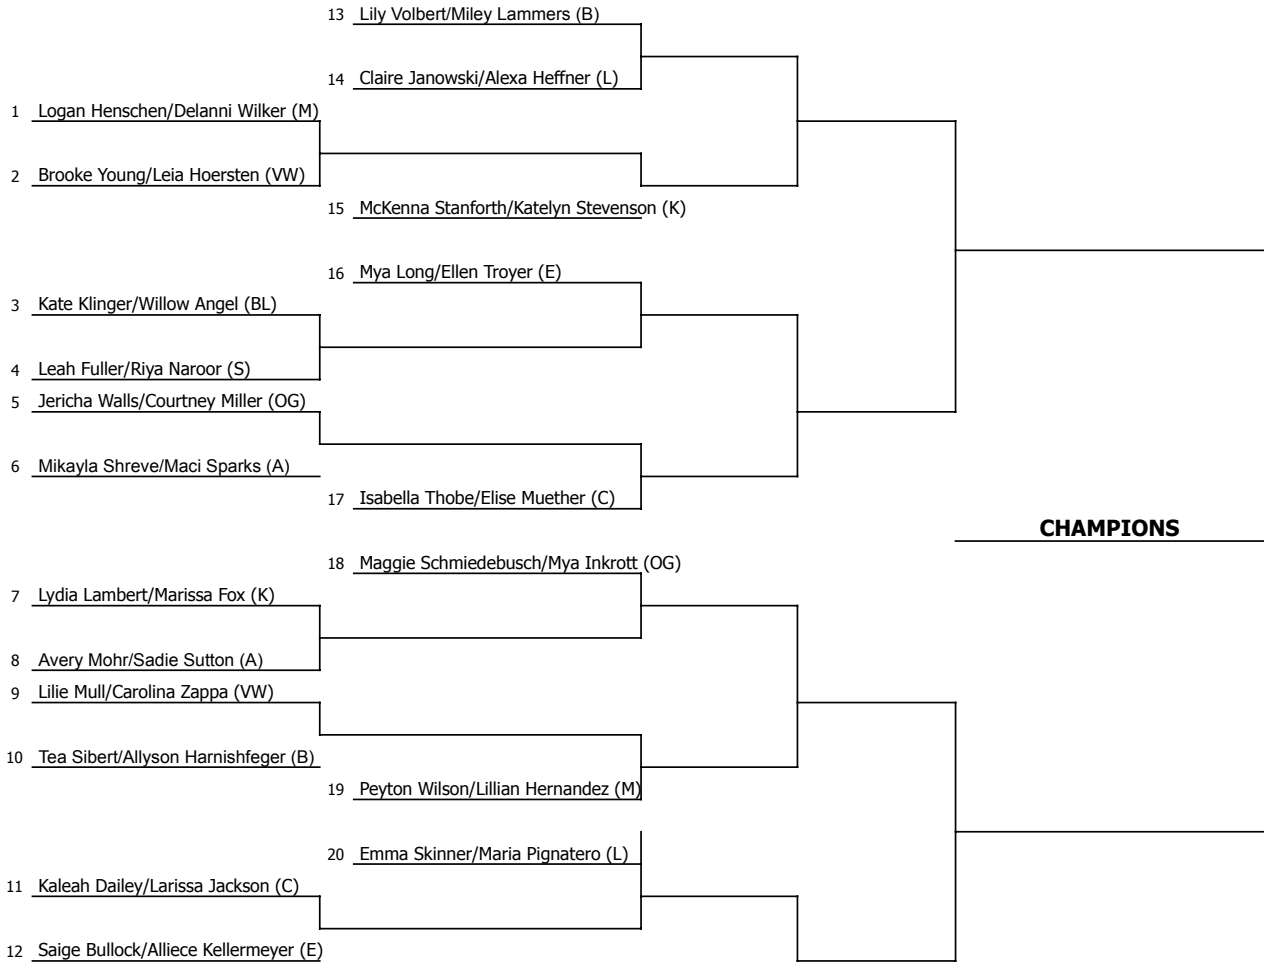 13 Lily Volbert/Miley Lammers (B)
14 Claire Janowski/Alexa Heffner (L)
1 Logan Henschen/Delanni Wilker (M)
2 Brooke Young/Leia Hoersten (VW)
15 McKenna Stanforth/Katelyn Stevenson (K)
16 Mya Long/Ellen Troyer (E)
3 Kate Klinger/Willow Angel (BL)
4 Leah Fuller/Riya Naroor (S)
5 Jericha Walls/Courtney Miller (OG)
6 Mikayla Shreve/Maci Sparks (A)
17 Isabella Thobe/Elise Muether (C)
CHAMPIONS
18 Maggie Schmiedebusch/Mya Inkrott (OG)
7 Lydia Lambert/Marissa Fox (K)
8 Avery Mohr/Sadie Sutton (A)
9 Lilie Mull/Carolina Zappa (VW)
10 Tea Sibert/Allyson Harnishfeger (B)
19 Peyton Wilson/Lillian Hernandez (M)
20 Emma Skinner/Maria Pignatero (L)
11 Kaleah Dailey/Larissa Jackson (C)
12 Saige Bullock/Alliece Kellermeyer (E)